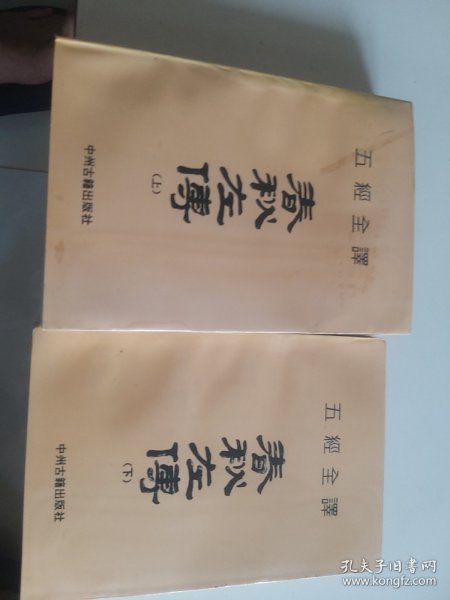 五經全譯
春秋左傳
(上)
中州古籍出版社
五經全譯
春秋左傳
(下)
中州古籍出版社
孔夫子旧书网
www.kongfz.com